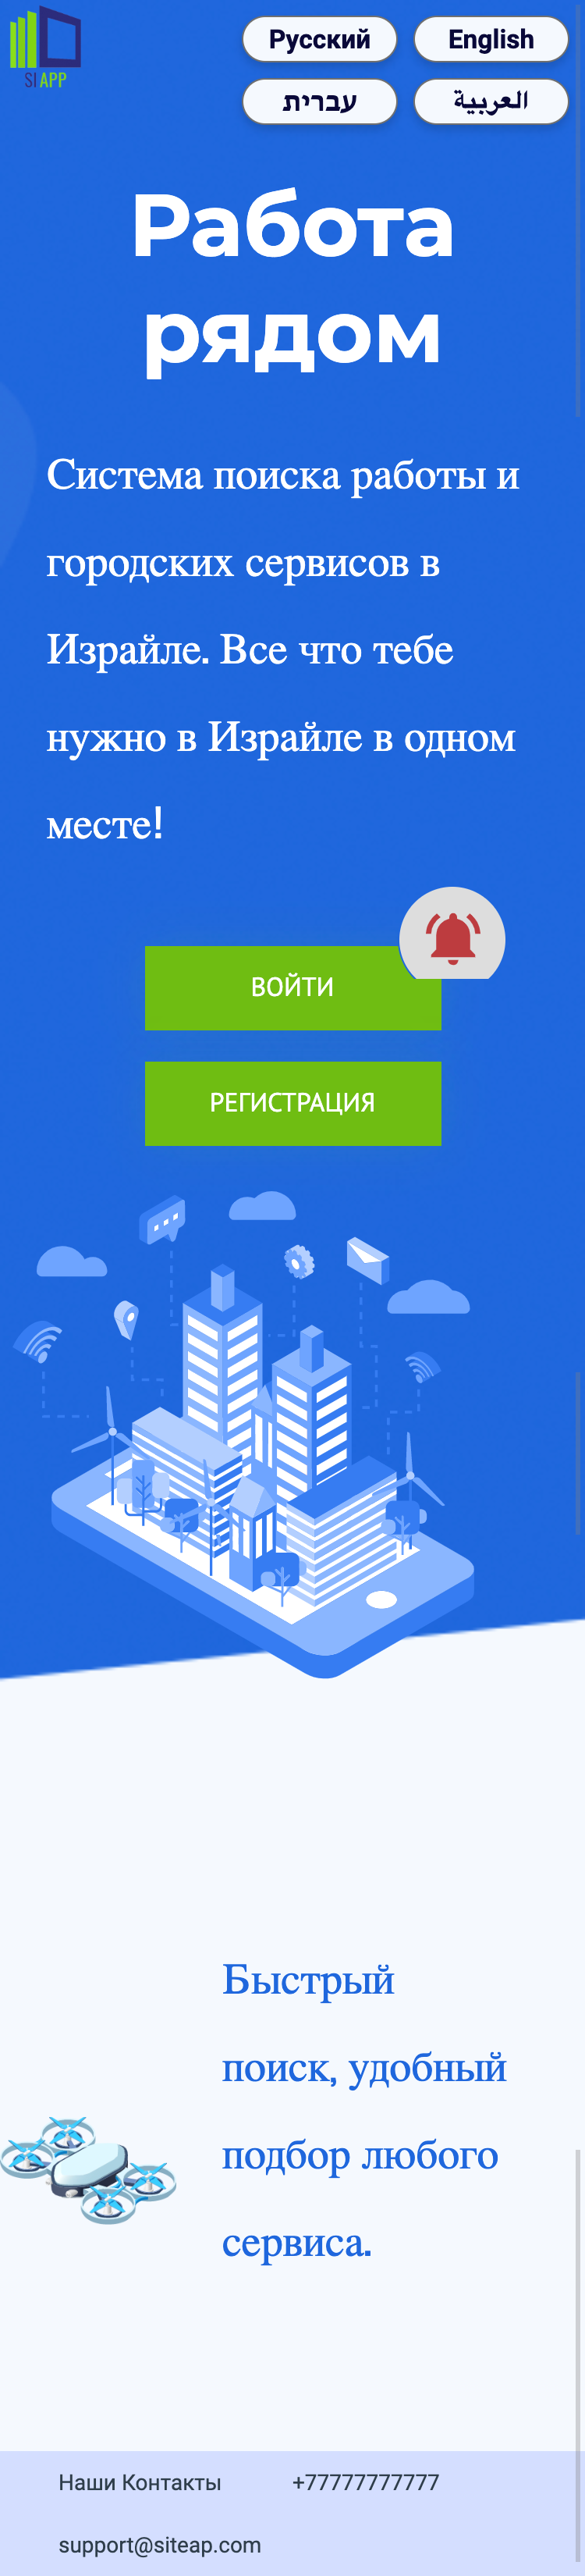 SI APP
Русский
English
עברית
العربية
Работа
рядом
Система поиска работы и
городских сервисов в
Израйле. Все что тебе
нужно в Израйле в одном
месте!
ВОЙТИ
РЕГИСТРАЦИЯ
Быстрый
поиск, удобный
подбор любого
сервиса.
Наши Контакты
+77777777777
support@siteap.com